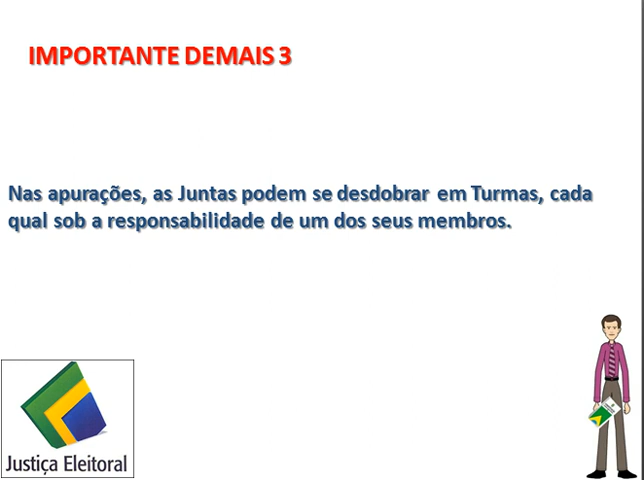 IMPORTANTE DEMAIS 3
Nas apurações, as Juntas podem se desdobrar em Turmas, cada
qual sob a responsabilidade de um dos seus membros.
Justiça Eleitoral